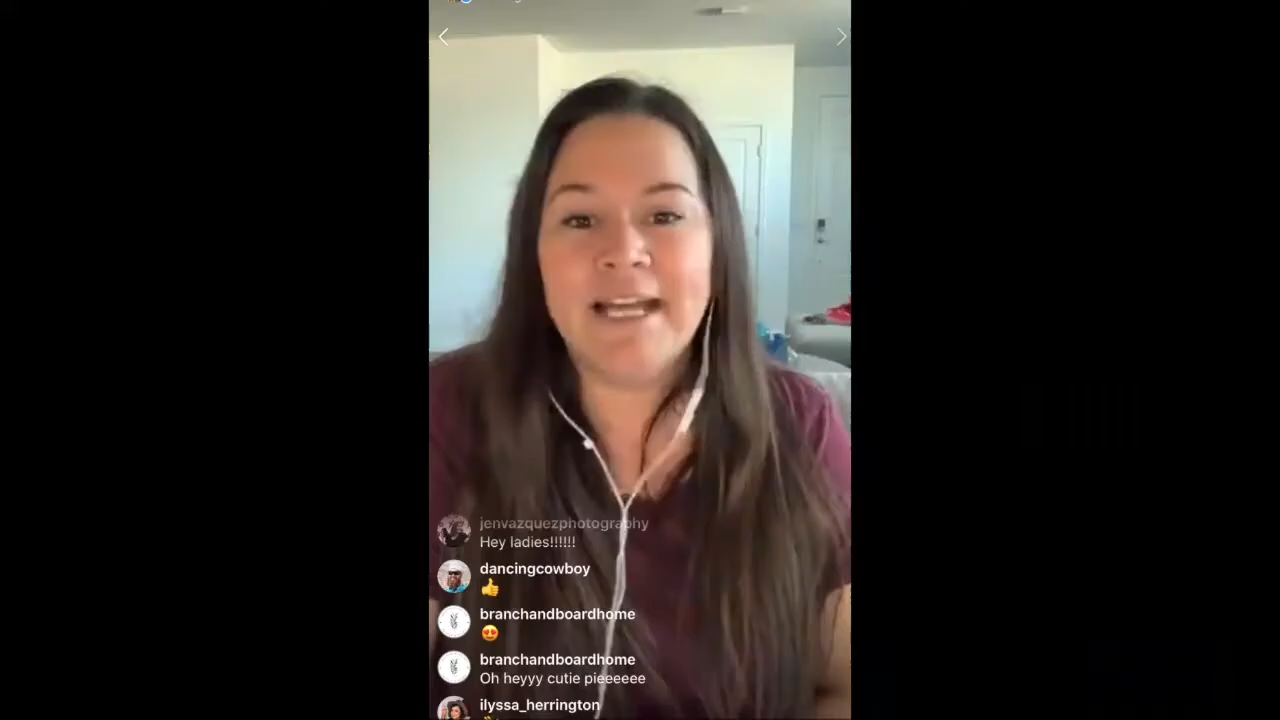 jenvazquezphotography
Hey ladies!!!!!!
dancingcowboy
👍
branchandboardhome
😍
branchandboardhome
Oh heyyy cutie pieeeeee
ilyssa_herrington